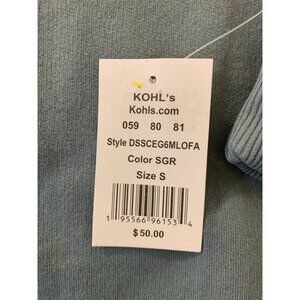 KOHL's
Kohls.com
059 80 81
Style DSSCEG6MLOFA
Color SGR
Size S
1 95566 96153 4
$50.00